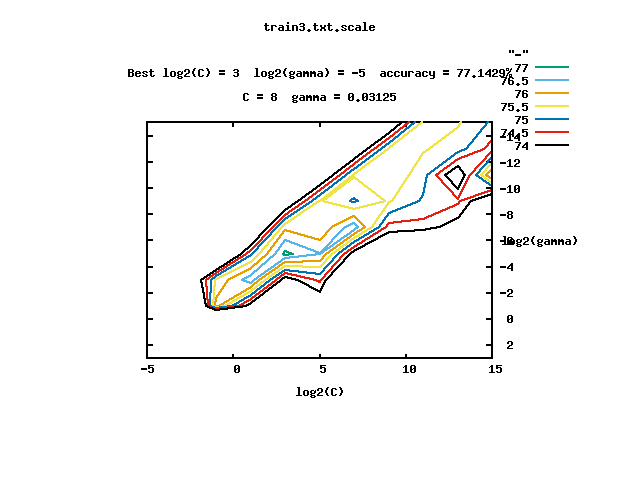 train3.txt.scale
"-"
Best log2(C) = 3  log2(gamma) = -5  accuracy = 77.1429%
77
76.5
76
C = 8  gamma = 0.03125
75.5
75
74.5
74
-14
-12
-10
-8
-6
log2(gamma)
-4
-2
0
2
-5 0 5 10 15
log2(C)